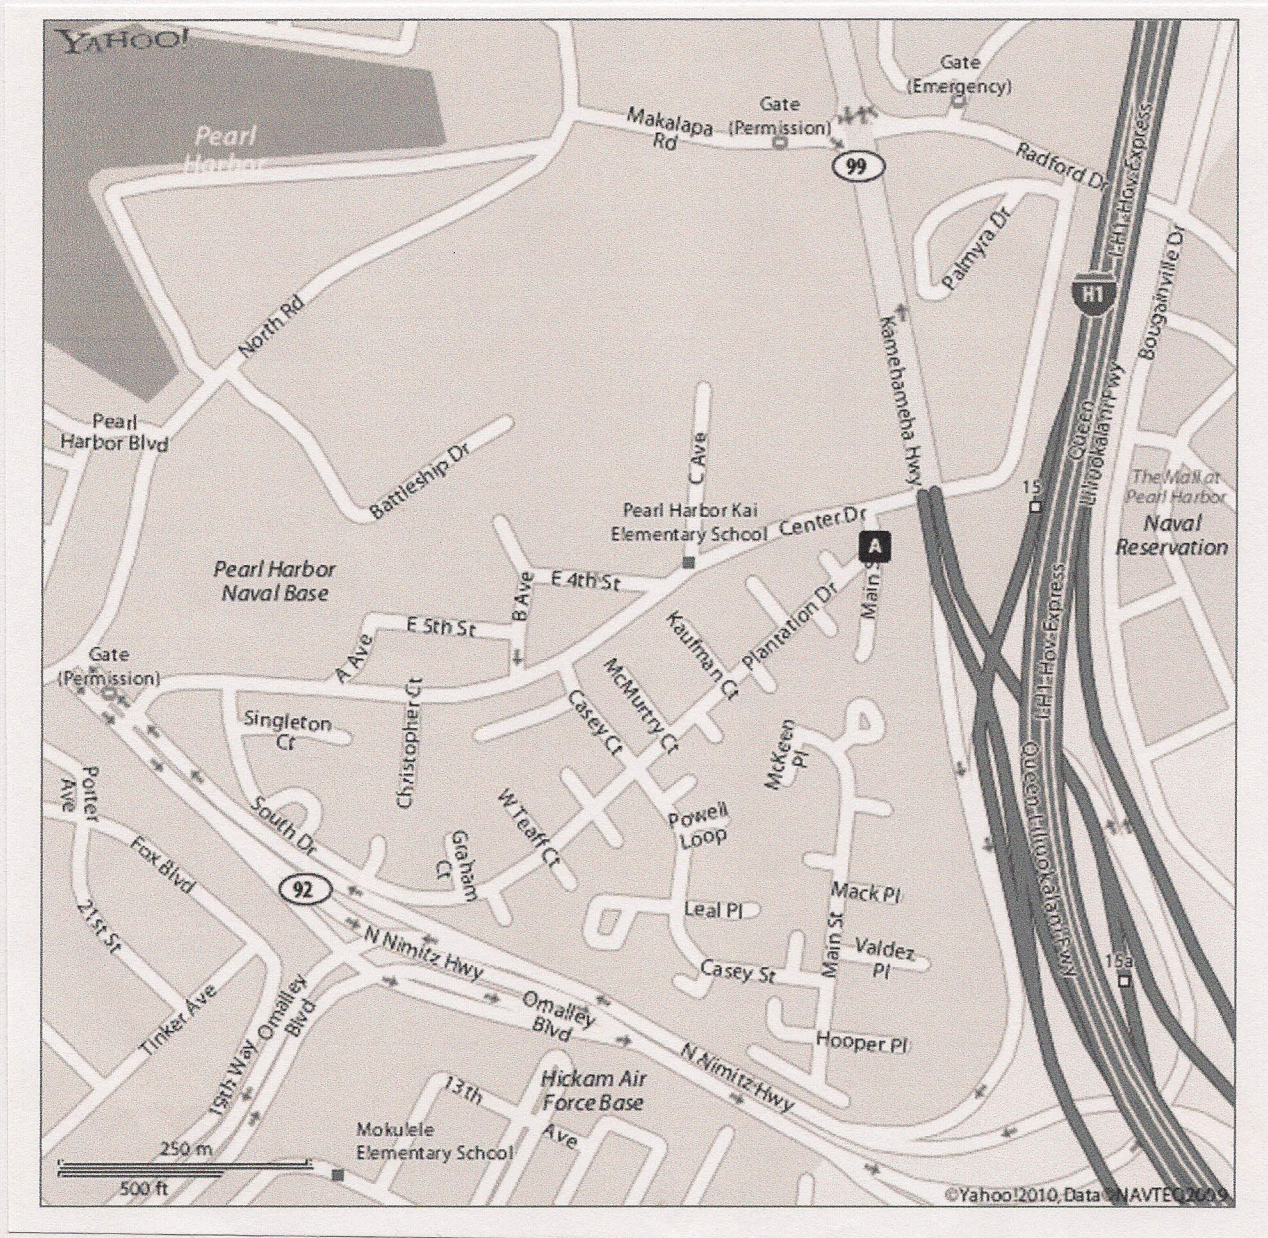 YAHOO!
Gate
(Emergency)
Gate
(Permission)
Makalapa
Rd
Pearl
Harbor
99
Radford Dr
I-H1-Hov-Express
Palmyra Dr
Bougainville Dr
H1
North Rd
Kamehameha Hwy
Pearl
Harbor Blvd
Queen
Liliuokalani Fwy
C Ave
Battleship Dr
15
The Mall at
Pearl Harbor
Naval
Reservation
Pearl Harbor Kai
Elementary School
Center Dr
A
Pearl Harbor
Naval Base
E 4th St
B Ave
Main S
I-H1-Hov-Express
E 5th St
A Ave
Plantation Dr
Kaufman Ct
Gate
(Permission)
McMurtry Ct
Casey Ct
Christopher Ct
Singleton
Ct
McKeen
Pl
Porter
Ave
South Dr
W Teaff Ct
Powell
Loop
Queen Liliuokalani Fwy
Fox Blvd
Graham
Ct
92
Mack Pl
Leal Pl
21st St
N Nimitz Hwy
Main St
Valdez
Pl
Casey St
15a
Omalley
Blvd
Omalley
Blvd
Tinker Ave
Hooper Pl
N Nimitz Hwy
19th Way
Hickam Air
Force Base
13th
Ave
Mokulele
Elementary School
250 m
500 ft
©Yahoo!2010, Data©NAVTEQ2009